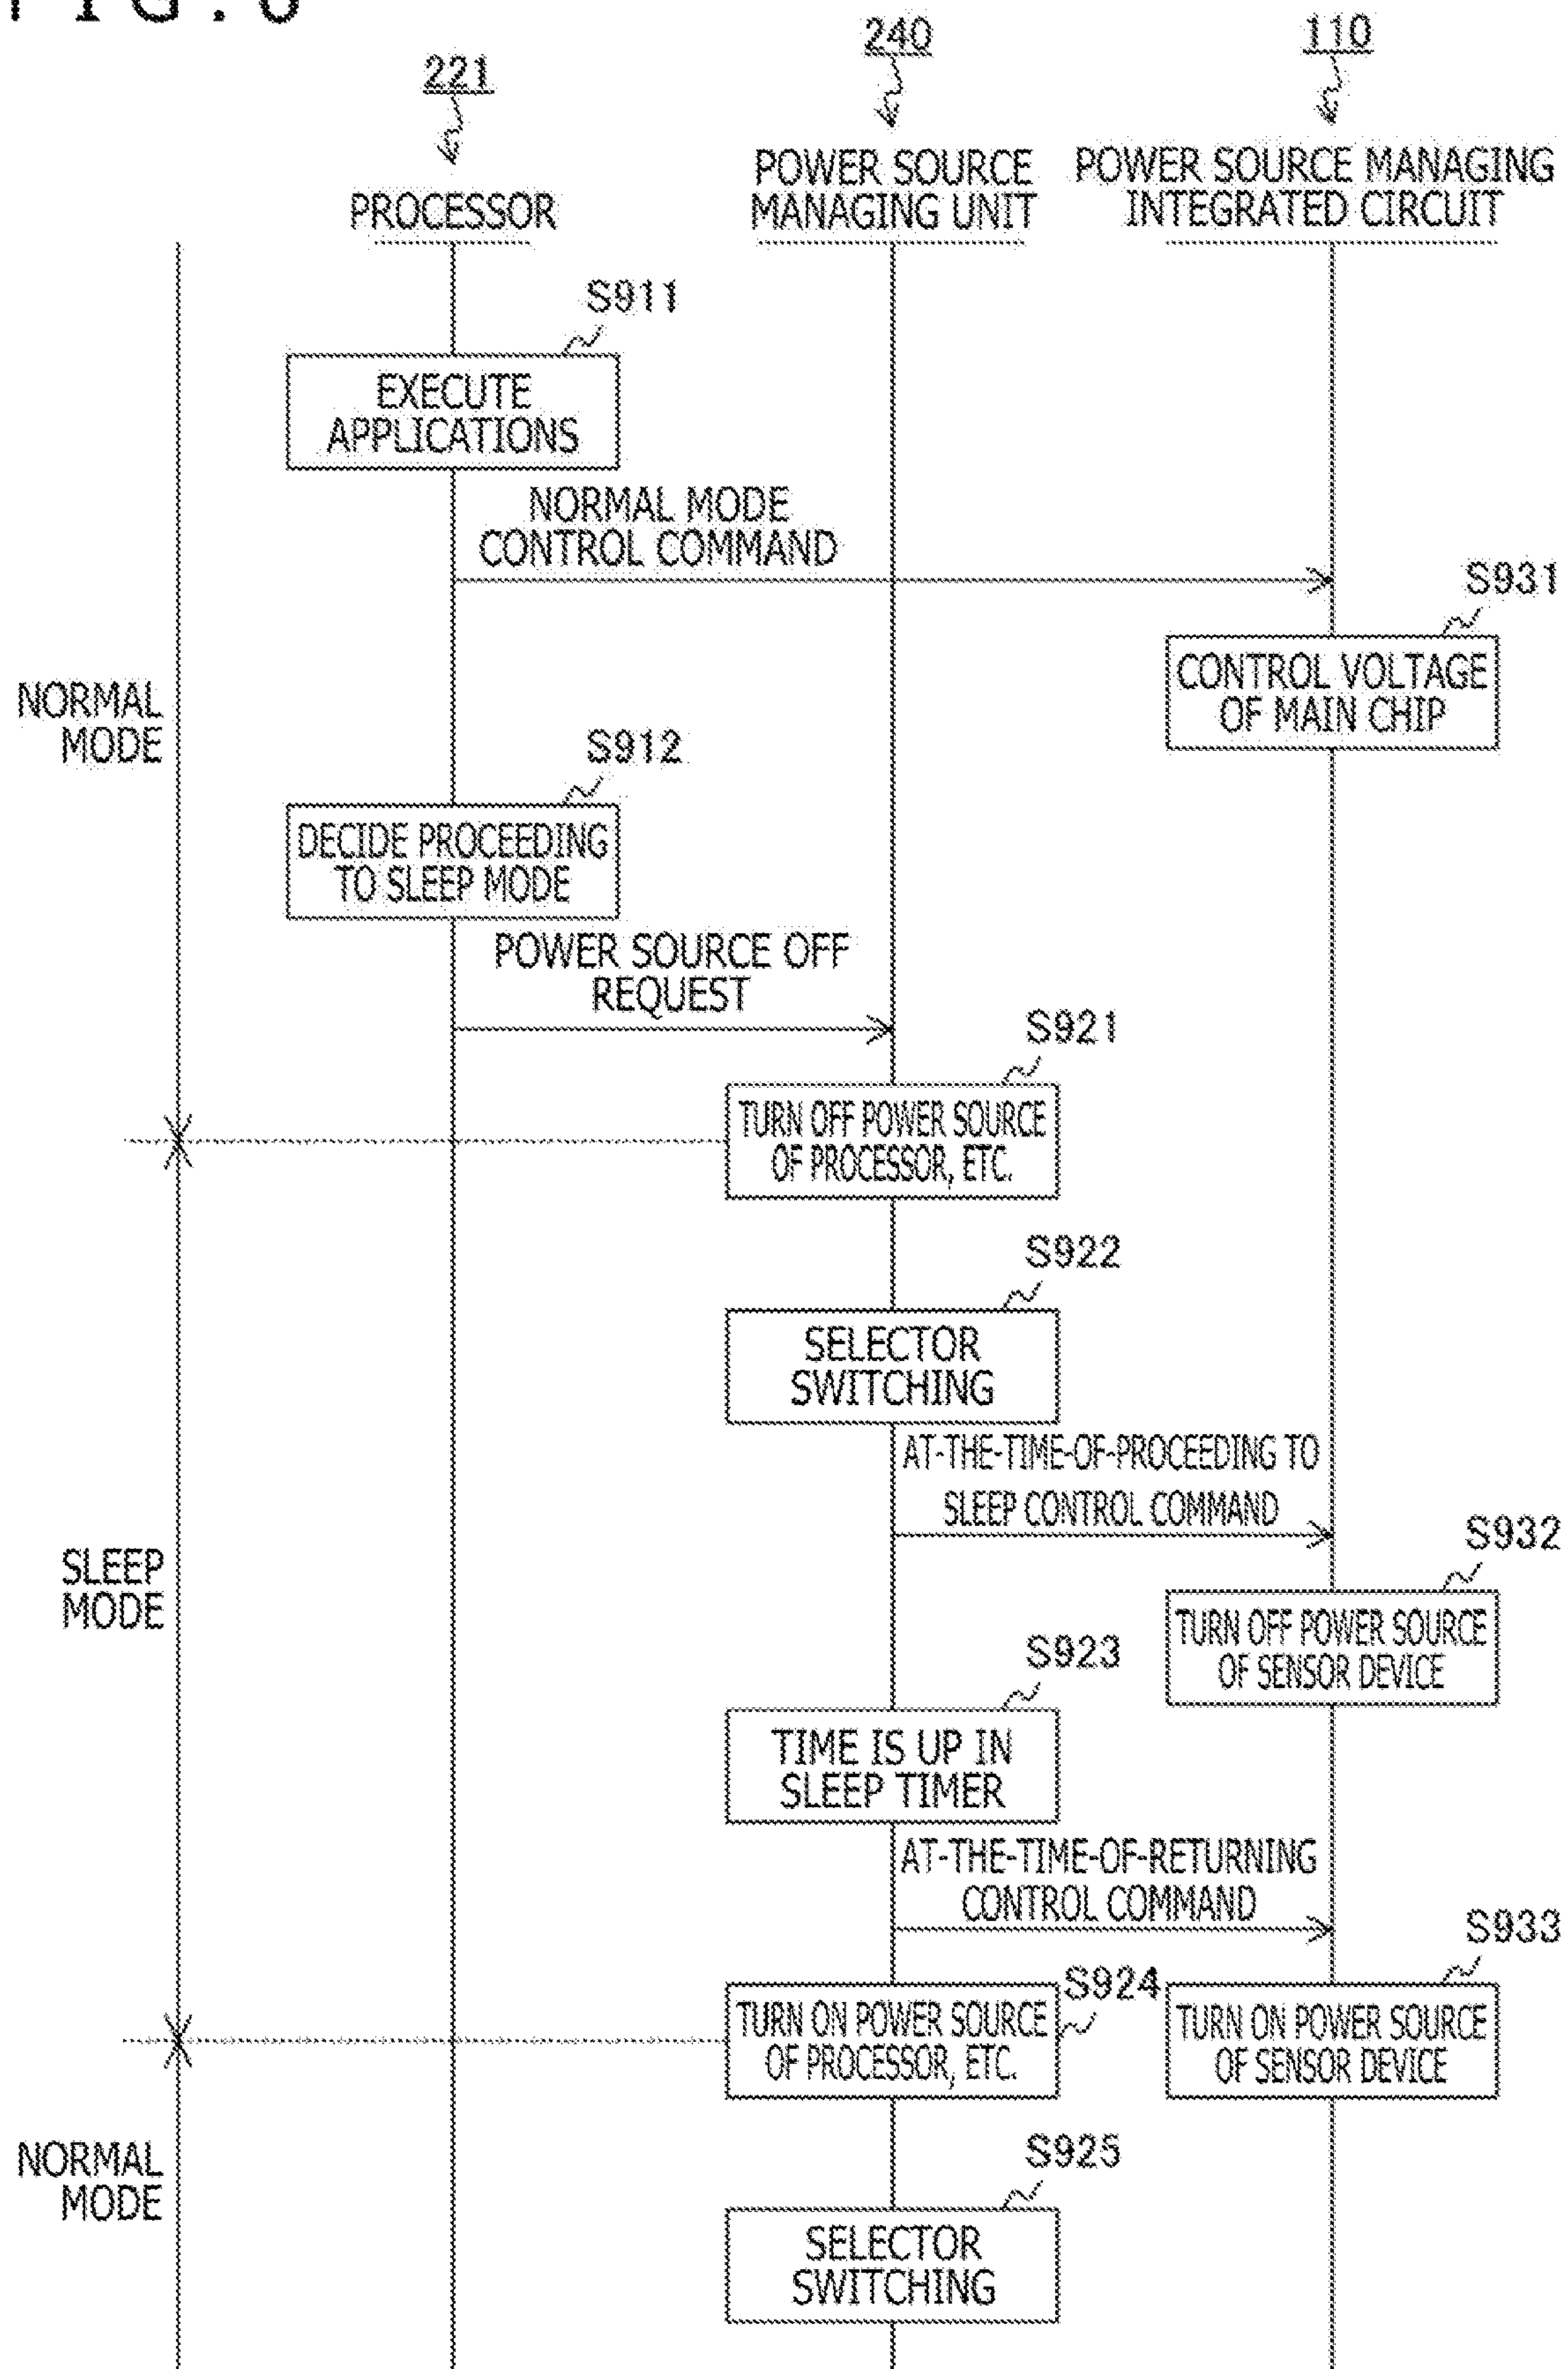 221
240
110
PROCESSOR
POWER SOURCE
MANAGING UNIT
POWER SOURCE MANAGING
INTEGRATED CIRCUIT
S911
EXECUTE
APPLICATIONS
NORMAL MODE
CONTROL COMMAND
S931
CONTROL VOLTAGE
OF MAIN CHIP
NORMAL
MODE
S912
DECIDE PROCEEDING
TO SLEEP MODE
POWER SOURCE OFF
REQUEST
S921
TURN OFF POWER SOURCE
OF PROCESSOR, ETC.
S922
SELECTOR
SWITCHING
AT-THE-TIME-OF-PROCEEDING TO
SLEEP CONTROL COMMAND
S932
SLEEP
MODE
TURN OFF POWER SOURCE
OF SENSOR DEVICE
S923
TIME IS UP IN
SLEEP TIMER
AT-THE-TIME-OF-RETURNING
CONTROL COMMAND
S933
S924
TURN ON POWER SOURCE
OF PROCESSOR, ETC.
TURN ON POWER SOURCE
OF SENSOR DEVICE
NORMAL
MODE
S925
SELECTOR
SWITCHING